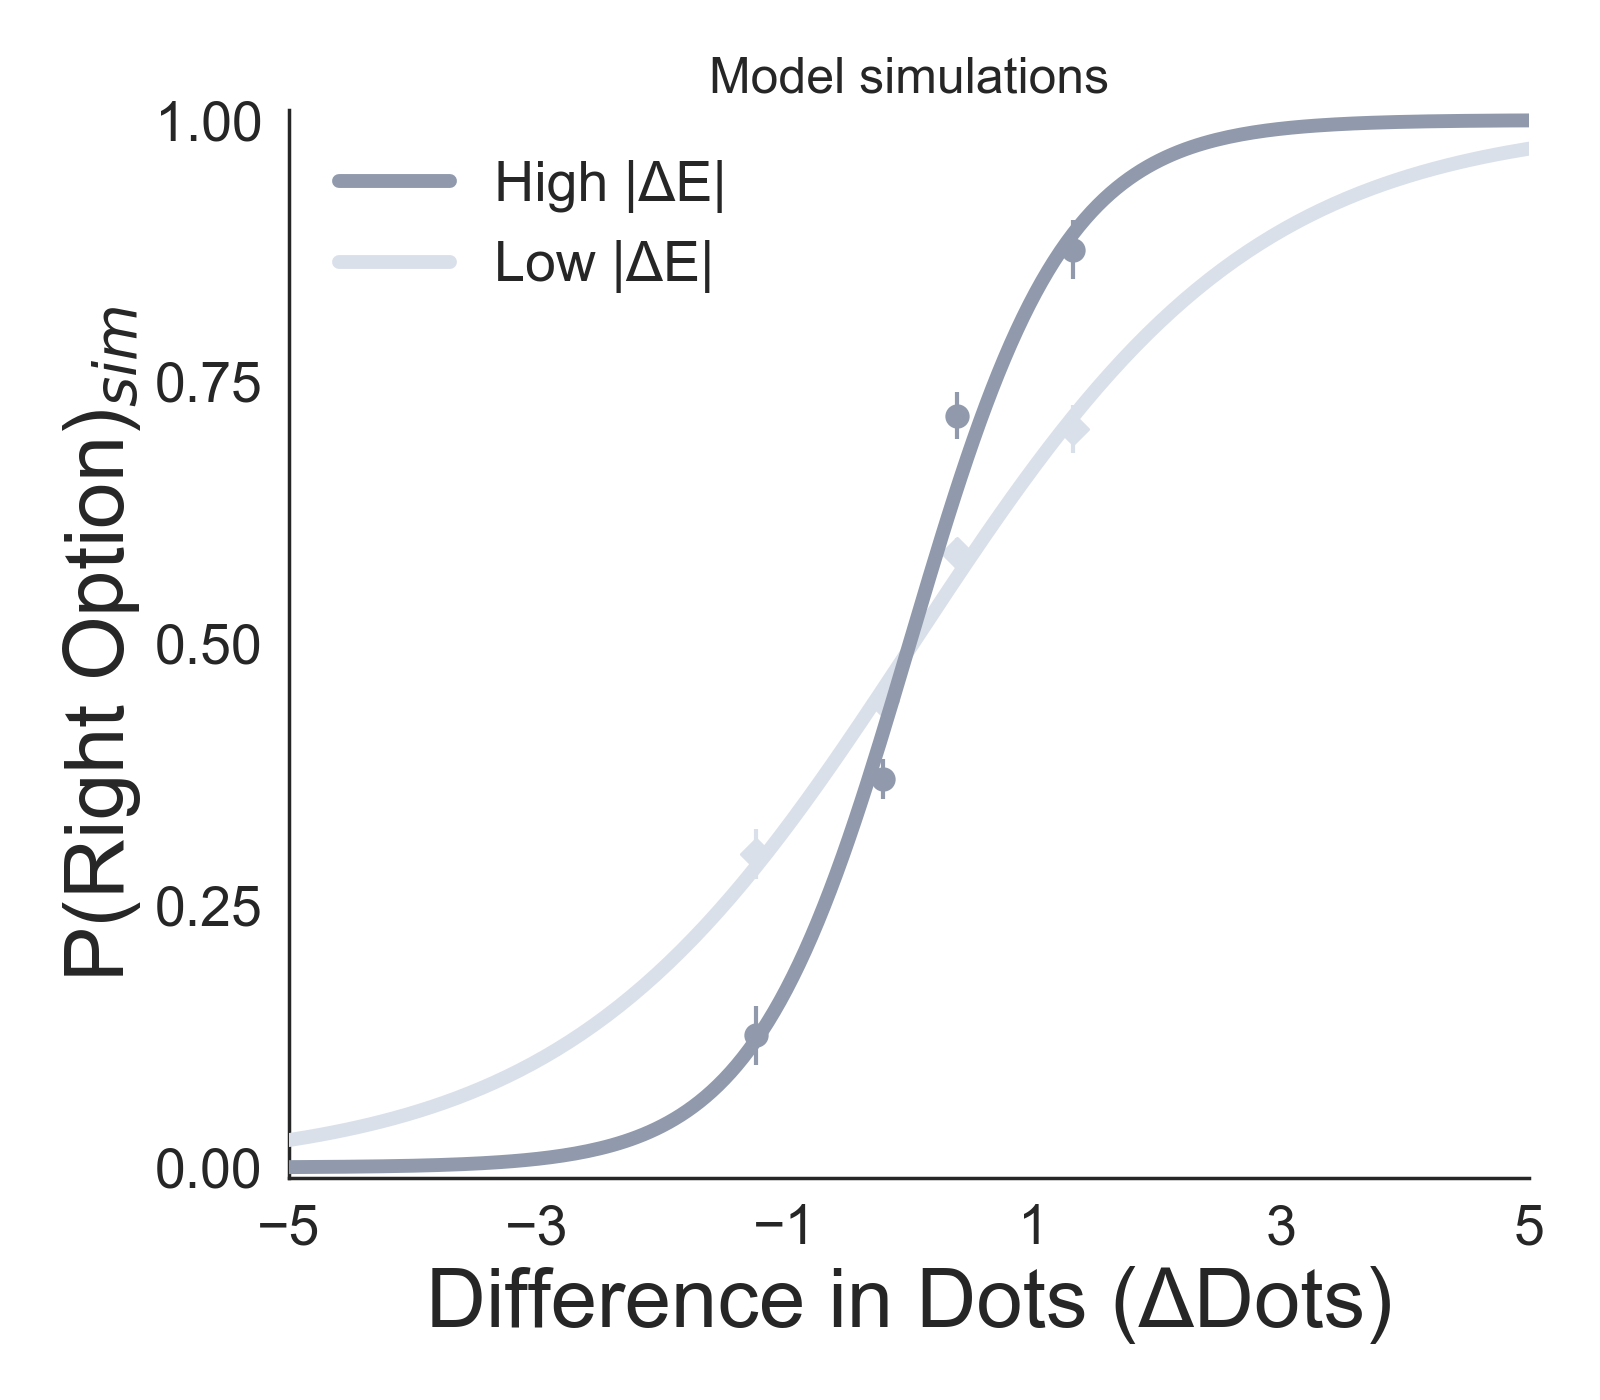 Model simulations
1.00
High |ΔE|
Low |ΔE|
0.75
0.50
0.25
0.00
P(Right Option)sim
−5 −3 −1 1 3 5
Difference in Dots (ΔDots)